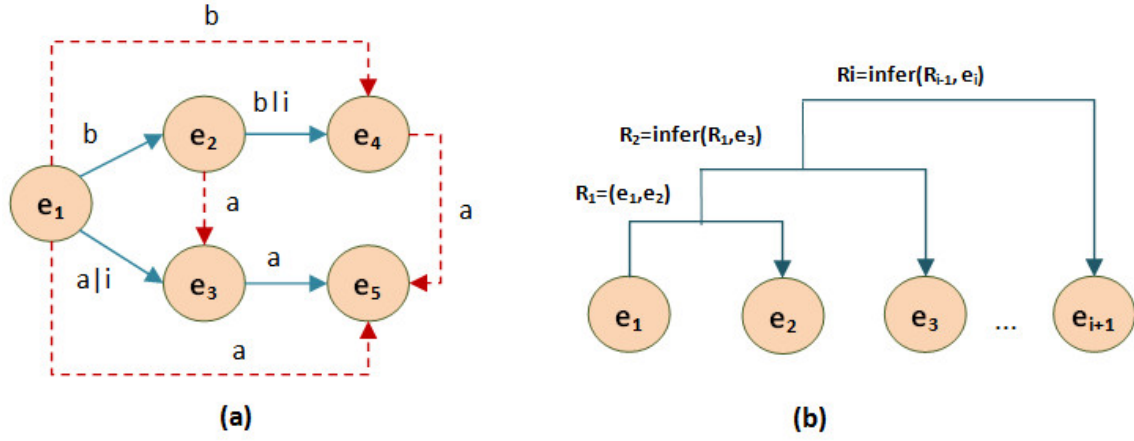 b
b|i
e2
e4
b
a
a
e1
a|i
e3
a
e5
a
(a)
Ri=infer(Ri-1, ei)
R2=infer(R1,e3)
R1=(e1,e2)
e1
e2
e3
...
ei+1
(b)